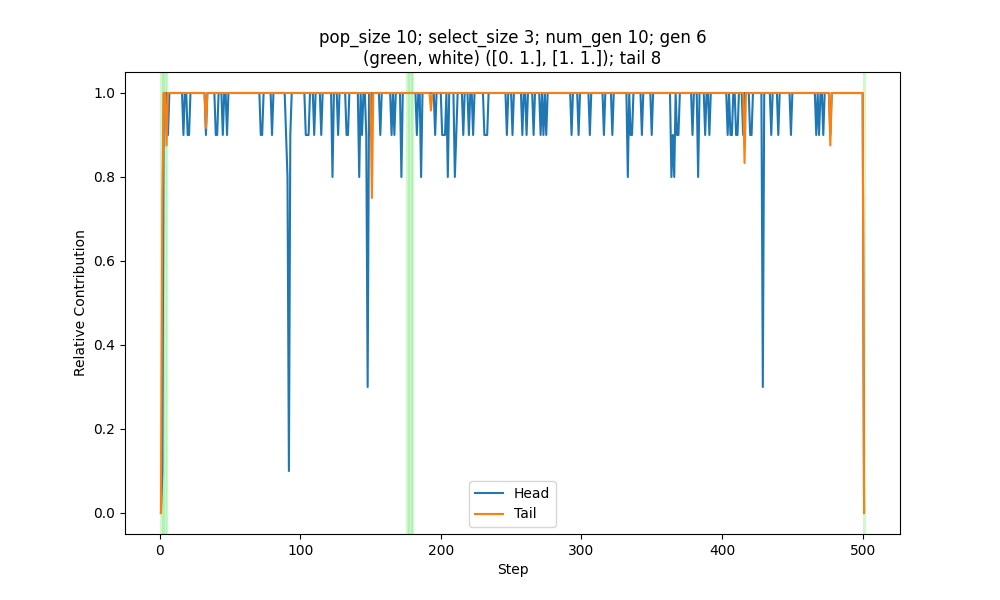 pop_size 10; select_size 3; num_gen 10; gen 6
(green, white) ([0. 1.], [1. 1.]); tail 8
Relative Contribution
1.0
0.8
0.6
0.4
0.2
0.0
Head
Tail
0
100
200
300
400
500
Step